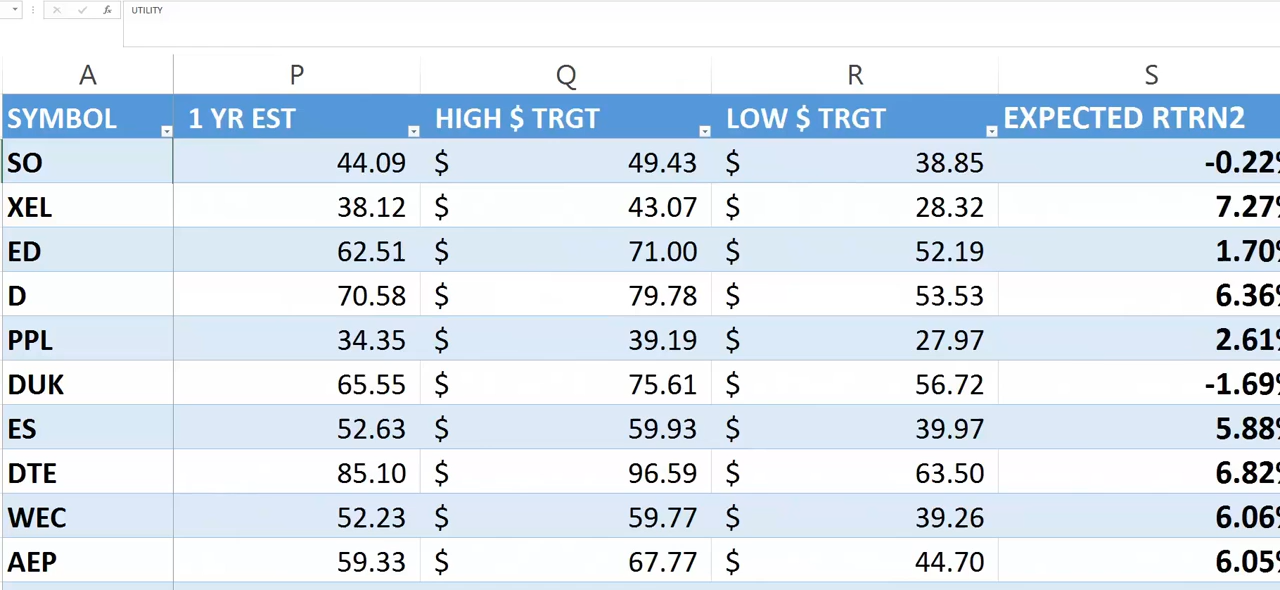 fx UTILITY
A P Q R S
SYMBOL 1 YR EST HIGH $ TRGT LOW $ TRGT EXPECTED RTRN2
SO 44.09 $ 49.43 $ 38.85 -0.22%
XEL 38.12 $ 43.07 $ 28.32 7.27%
ED 62.51 $ 71.00 $ 52.19 1.70%
D 70.58 $ 79.78 $ 53.53 6.36%
PPL 34.35 $ 39.19 $ 27.97 2.61%
DUK 65.55 $ 75.61 $ 56.72 -1.69%
ES 52.63 $ 59.93 $ 39.97 5.88%
DTE 85.10 $ 96.59 $ 63.50 6.82%
WEC 52.23 $ 59.77 $ 39.26 6.06%
AEP 59.33 $ 67.77 $ 44.70 6.05%